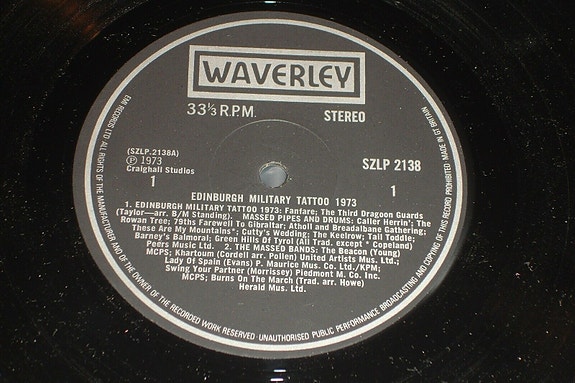 WAVERLEY
33⅓ R.P.M. STEREO
(SZLP.2138A)
Ⓟ 1973
Craighall Studios
1
SZLP 2138
1
EDINBURGH MILITARY TATTOO 1973
1. EDINBURGH MILITARY TATTOO 1973: Fanfare; The Third Dragoon Guards
(Taylor—arr. B/M Standing). MASSED PIPES AND DRUMS: Caller Herrin'; The
Rowan Tree; 79ths Farewell To Gibraltar; Atholl and Breadalbane Gathering;
These Are My Mountains*; Cutty's Wedding; The Keelrow; Tail Toddle;
Barney's Balmoral; Green Hills Of Tyrol (All Trad. except * Copeland)
Peers Music Ltd. 2. THE MASSED BANDS: The Beacon (Young)
MCPS; Khartoum (Cordell arr. Pollen) United Artists Mus. Ltd.;
Lady Of Spain (Evans) P. Maurice Mus. Co. Ltd./KPM;
Swing Your Partner (Morrissey) Piedmont M. Co. Inc.
MCPS; Burns On The March (Trad. arr. Howe)
Herald Mus. Ltd.
EMI RECORDS LTD ALL RIGHTS OF THE MANUFACTURER AND OF THE OWNER OF THE RECORDED WORK RESERVED · UNAUTHORISED PUBLIC PERFORMANCE BROADCASTING AND COPYING OF THIS RECORD PROHIBITED MADE IN GT BRITAIN